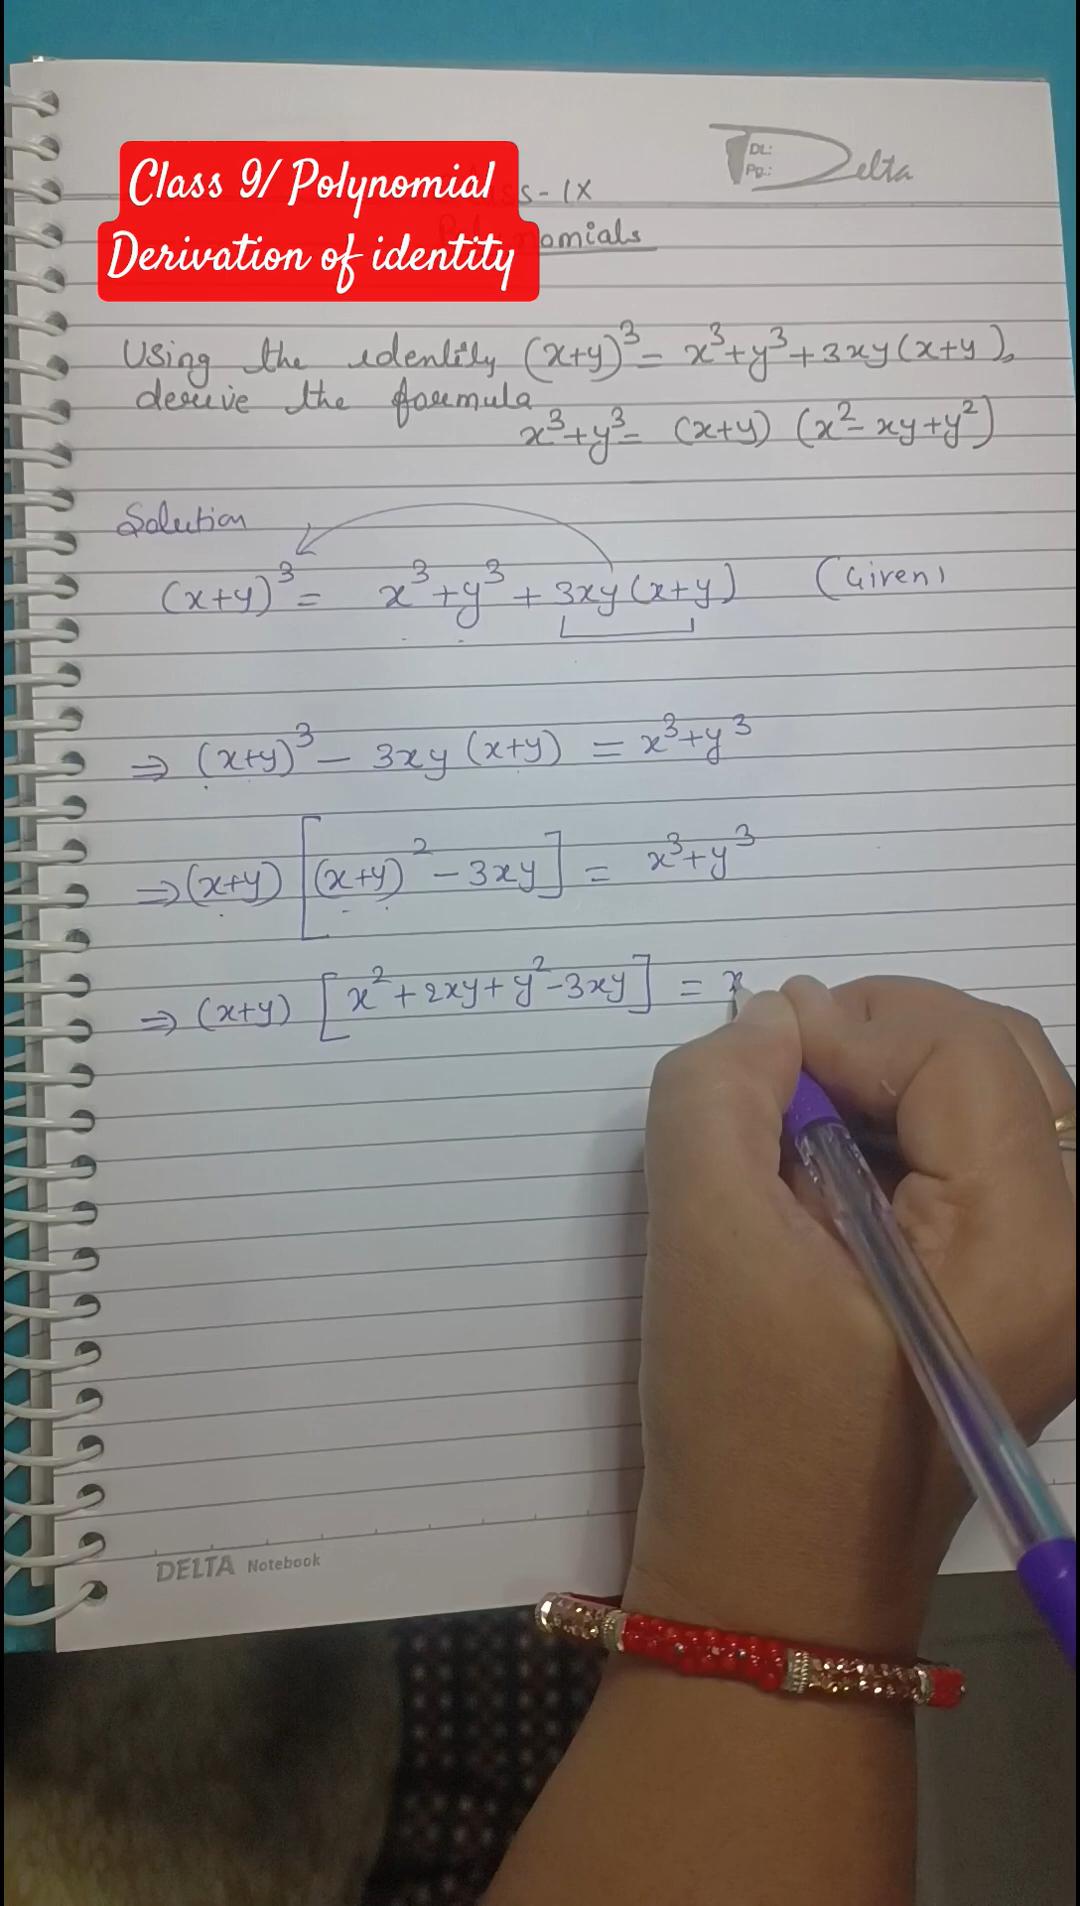 Class 9/ Polynomial
Derivation of identity
DL:
Pg.:
Delta
ss-IX
omials
Using the identity (x+y)³ = x³+y³+3xy(x+y),
derive the formula
x³+y³ = (x+y) (x²-xy+y²)
Solution
(x+y)³ = x³+y³+3xy(x+y) (Given)
⇒ (x+y)³ - 3xy (x+y) = x³+y³
⇒ (x+y) [(x+y)² - 3xy] = x³+y³
⇒ (x+y) [x²+2xy+y²-3xy] = x
DELTA Notebook